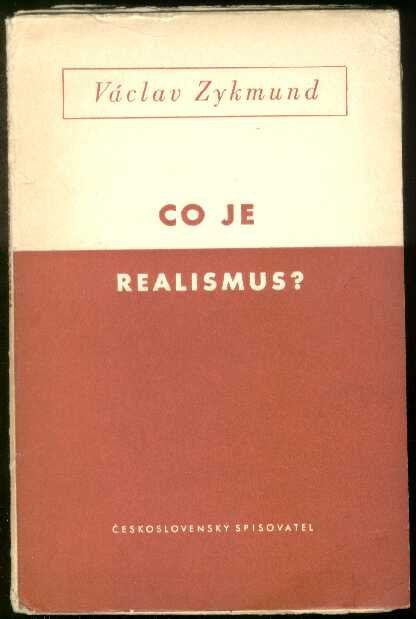 Václav Zykmund
CO JE
REALISMUS?
ČESKOSLOVENSKÝ SPISOVATEL